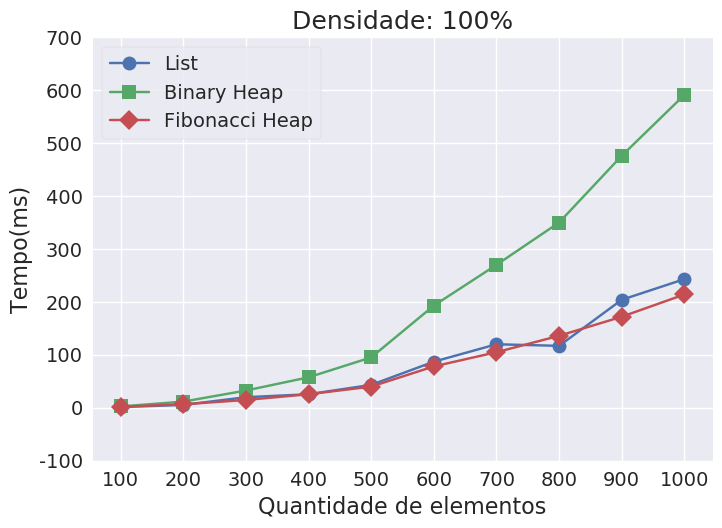 Densidade: 100%
List
Binary Heap
Fibonacci Heap
Tempo(ms)
700
600
500
400
300
200
100
0
-100
100 200 300 400 500 600 700 800 900 1000
Quantidade de elementos